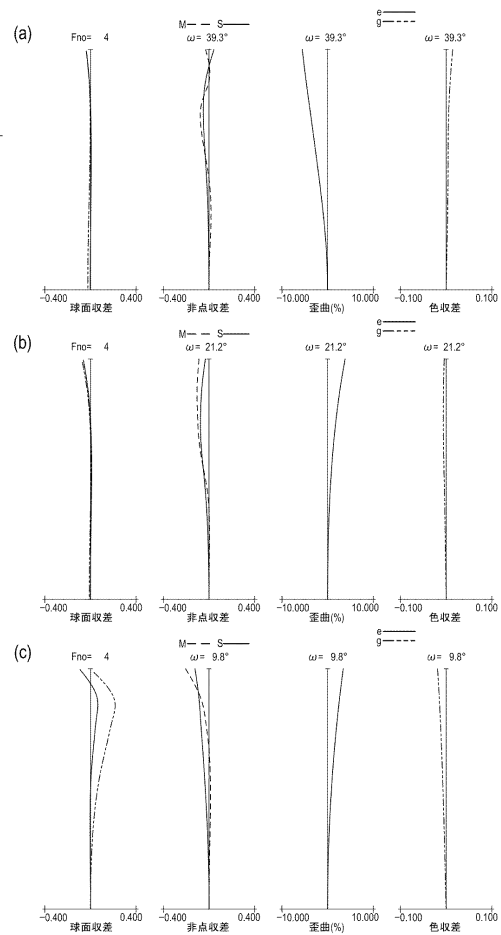 e
M S g
(a) Fno= 4 ω= 39.3° ω= 39.3° ω= 39.3°
−0.400 0.400 −0.400 0.400 −10.000 10.000 −0.100 0.100
球面収差 非点収差 歪曲(%) 色収差
e
M S g
(b) Fno= 4 ω= 21.2° ω= 21.2° ω= 21.2°
−0.400 0.400 −0.400 0.400 −10.000 10.000 −0.100 0.100
球面収差 非点収差 歪曲(%) 色収差
e
M S g
(c) Fno= 4 ω= 9.8° ω= 9.8° ω= 9.8°
−0.400 0.400 −0.400 0.400 −10.000 10.000 −0.100 0.100
球面収差 非点収差 歪曲(%) 色収差